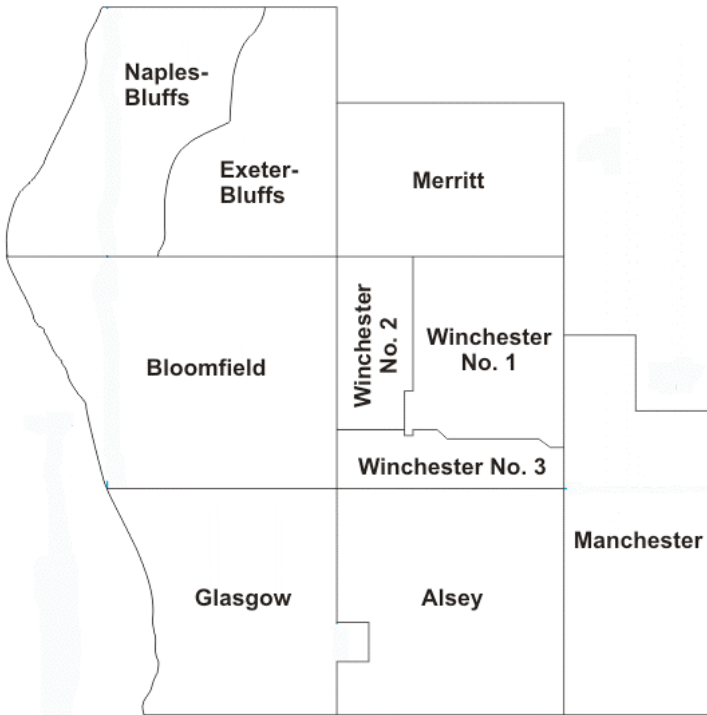 Naples-
Bluffs
Exeter-
Bluffs
Merritt
Bloomfield
Winchester
No. 2
Winchester
No. 1
Winchester No. 3
Manchester
Glasgow
Alsey